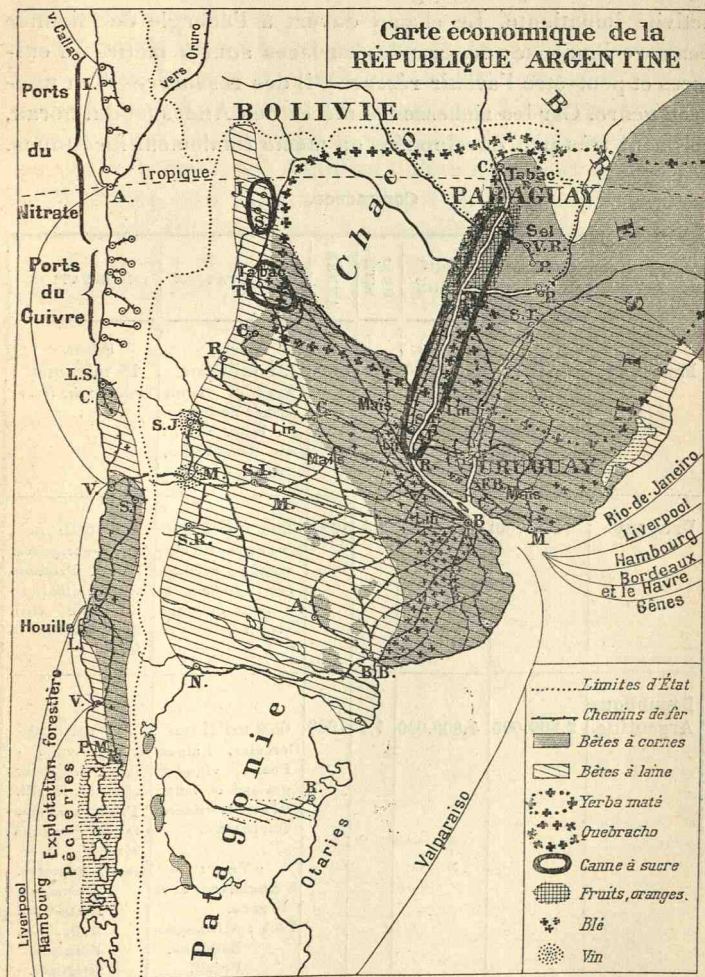 Carte économique de la
RÉPUBLIQUE ARGENTINE
v. Callao
vers Oruro
I.
Ports
du
Nitrate
A.
BOLIVIE
B
Tropique
Chaco
J
S.
Tabac
T.
C.
C.
Tabac
PARAGUAY
Sel
V.R.
P.
P.
S.T.
É
S
I
L
Ports
du
Cuivre
L.S.
C.
R.
S.J.
Lin
C.
Maïs
Maïs
Lin
V.
S.
M.
S.L.
M.
R.
URUGUAY
F.B.
Maïs
Lin
B
M
S.R.
A
Rio-de-Janeiro
Liverpool
Hambourg
Bordeaux
et le Havre
Gênes
C.
Houille
L.
V.
P.M.
N.
B.B.
Exploitation forestière
Pêcheries
Liverpool
Hambourg
Patagonie
R.
Otaries
Valparaiso
Limites d'État
Chemins de fer
Bêtes à cornes
Bêtes à laine
Yerba maté
Quebracho
Canne à sucre
Fruits, oranges.
Blé
Vin